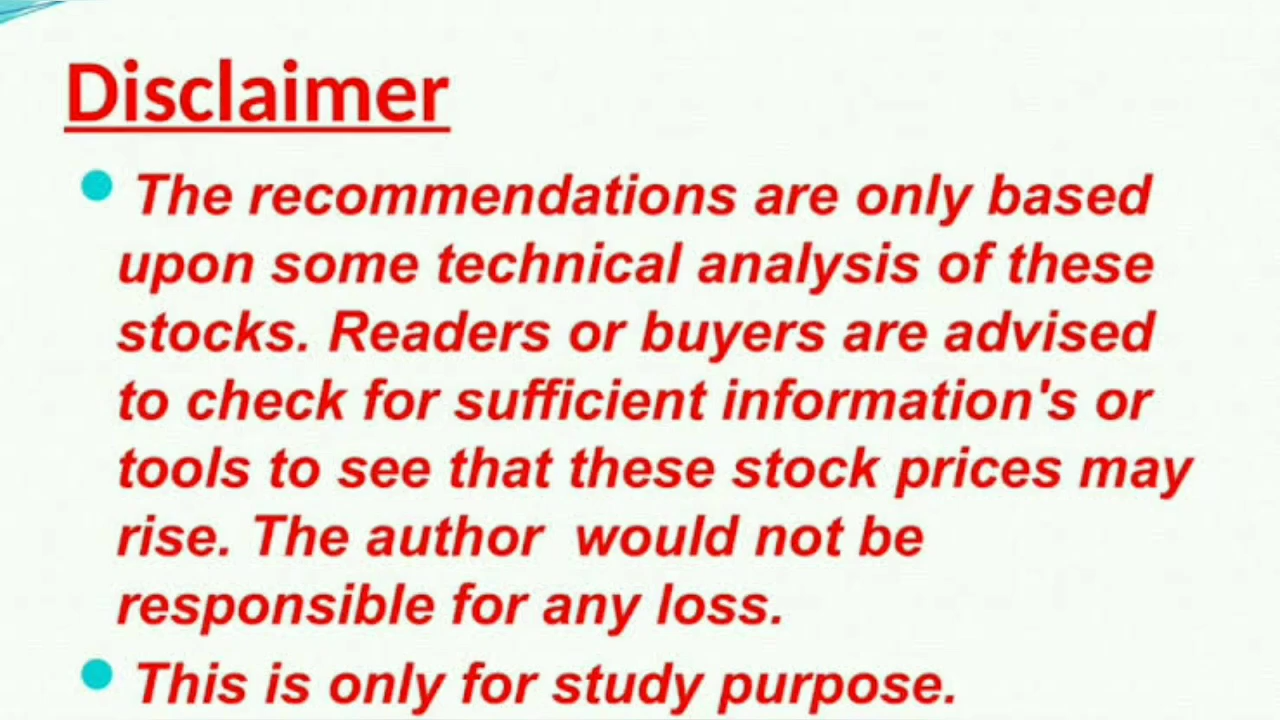 Disclaimer
The recommendations are only based
upon some technical analysis of these
stocks. Readers or buyers are advised
to check for sufficient information's or
tools to see that these stock prices may
rise. The author  would not be
responsible for any loss.
This is only for study purpose.